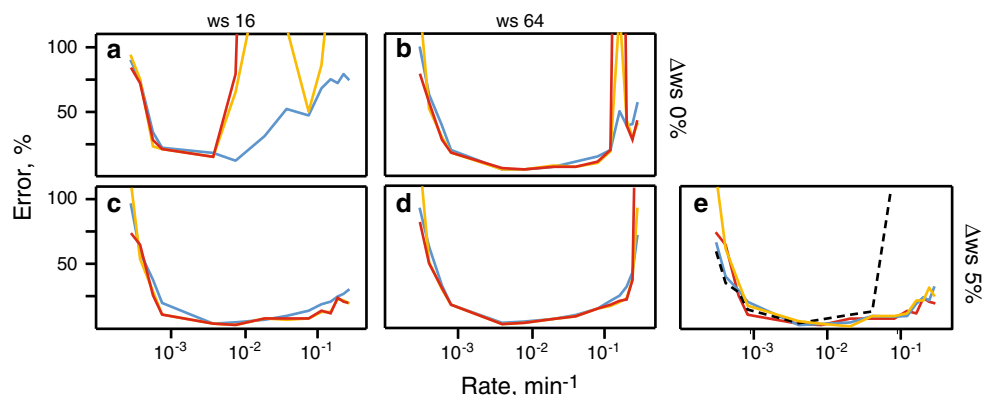 ws 16
ws 64
100
50
a
b
Δws 0%
Error, %
100
50
c
d
e
Δws 5%
10-3
10-2
10-1
10-3
10-2
10-1
10-3
10-2
10-1
Rate, min-1